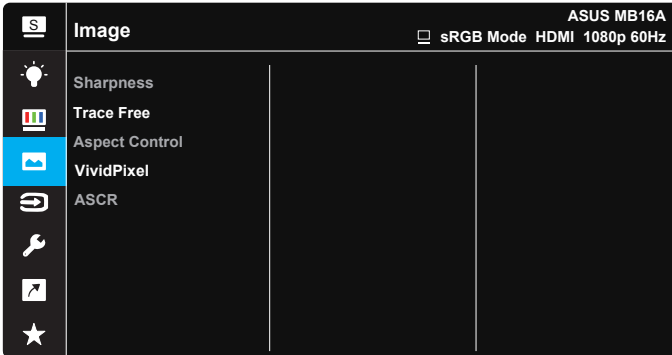 S
Image
ASUS MB16A
sRGB Mode HDMI 1080p 60Hz
Sharpness
Trace Free
Aspect Control
VividPixel
ASCR